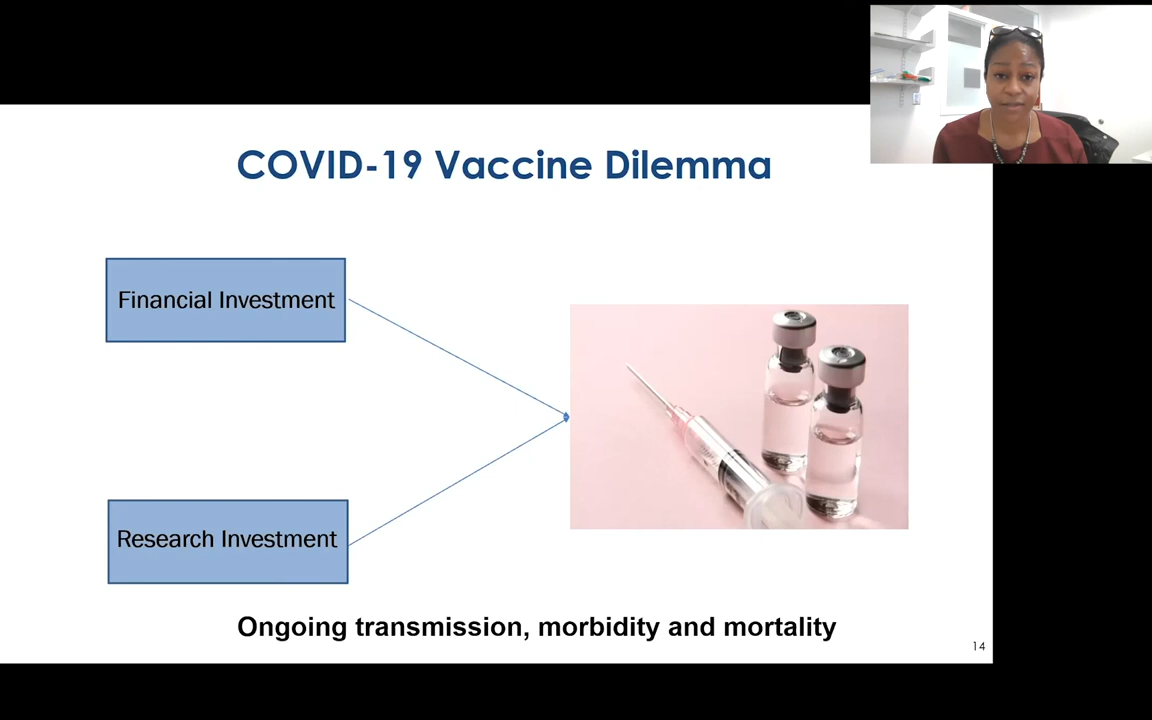 COVID-19 Vaccine Dilemma
Financial Investment
Research Investment
Ongoing transmission, morbidity and mortality
14